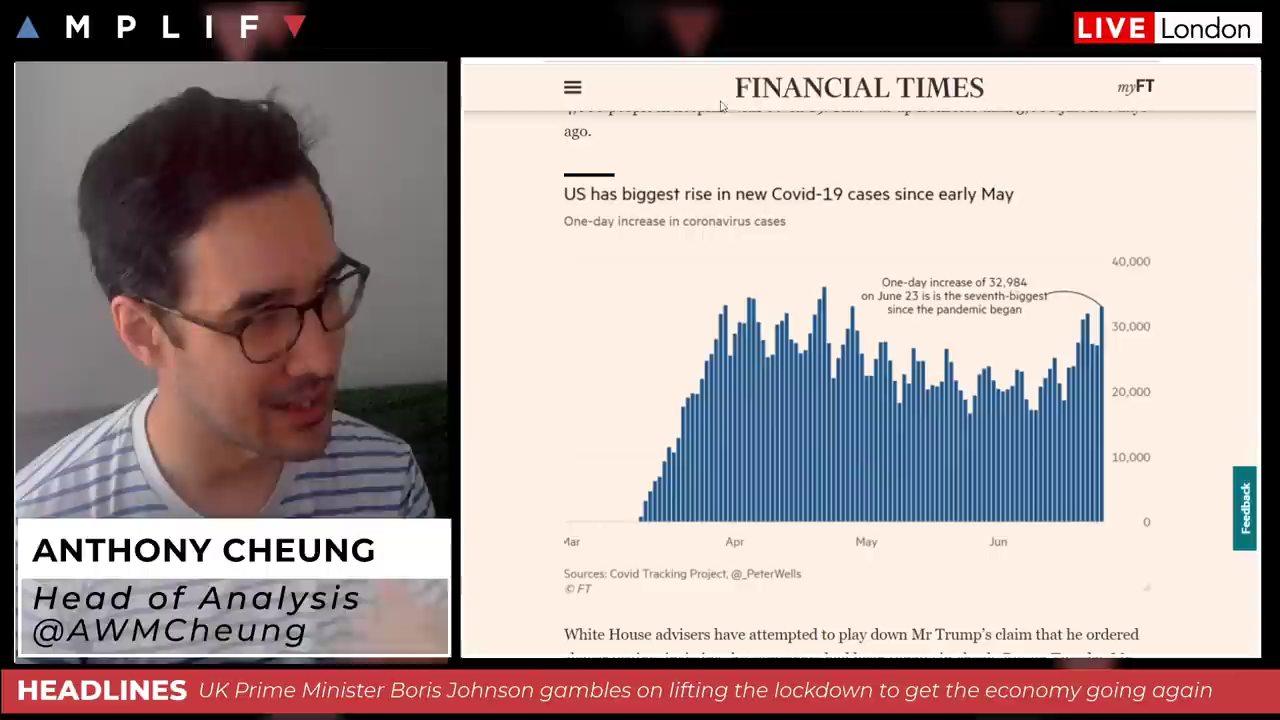 MPLIF
LIVE London
FINANCIAL TIMES
myFT
ago.
US has biggest rise in new Covid-19 cases since early May
One-day increase in coronavirus cases
40,000
One-day increase of 32,984
on June 23 is is the seventh-biggest
since the pandemic began
30,000
20,000
10,000
0
Mar Apr May Jun
Sources: Covid Tracking Project, @_PeterWells
© FT
Feedback
White House advisers have attempted to play down Mr Trump's claim that he ordered
ANTHONY CHEUNG
Head of Analysis
@AWMCheung
HEADLINES UK Prime Minister Boris Johnson gambles on lifting the lockdown to get the economy going again